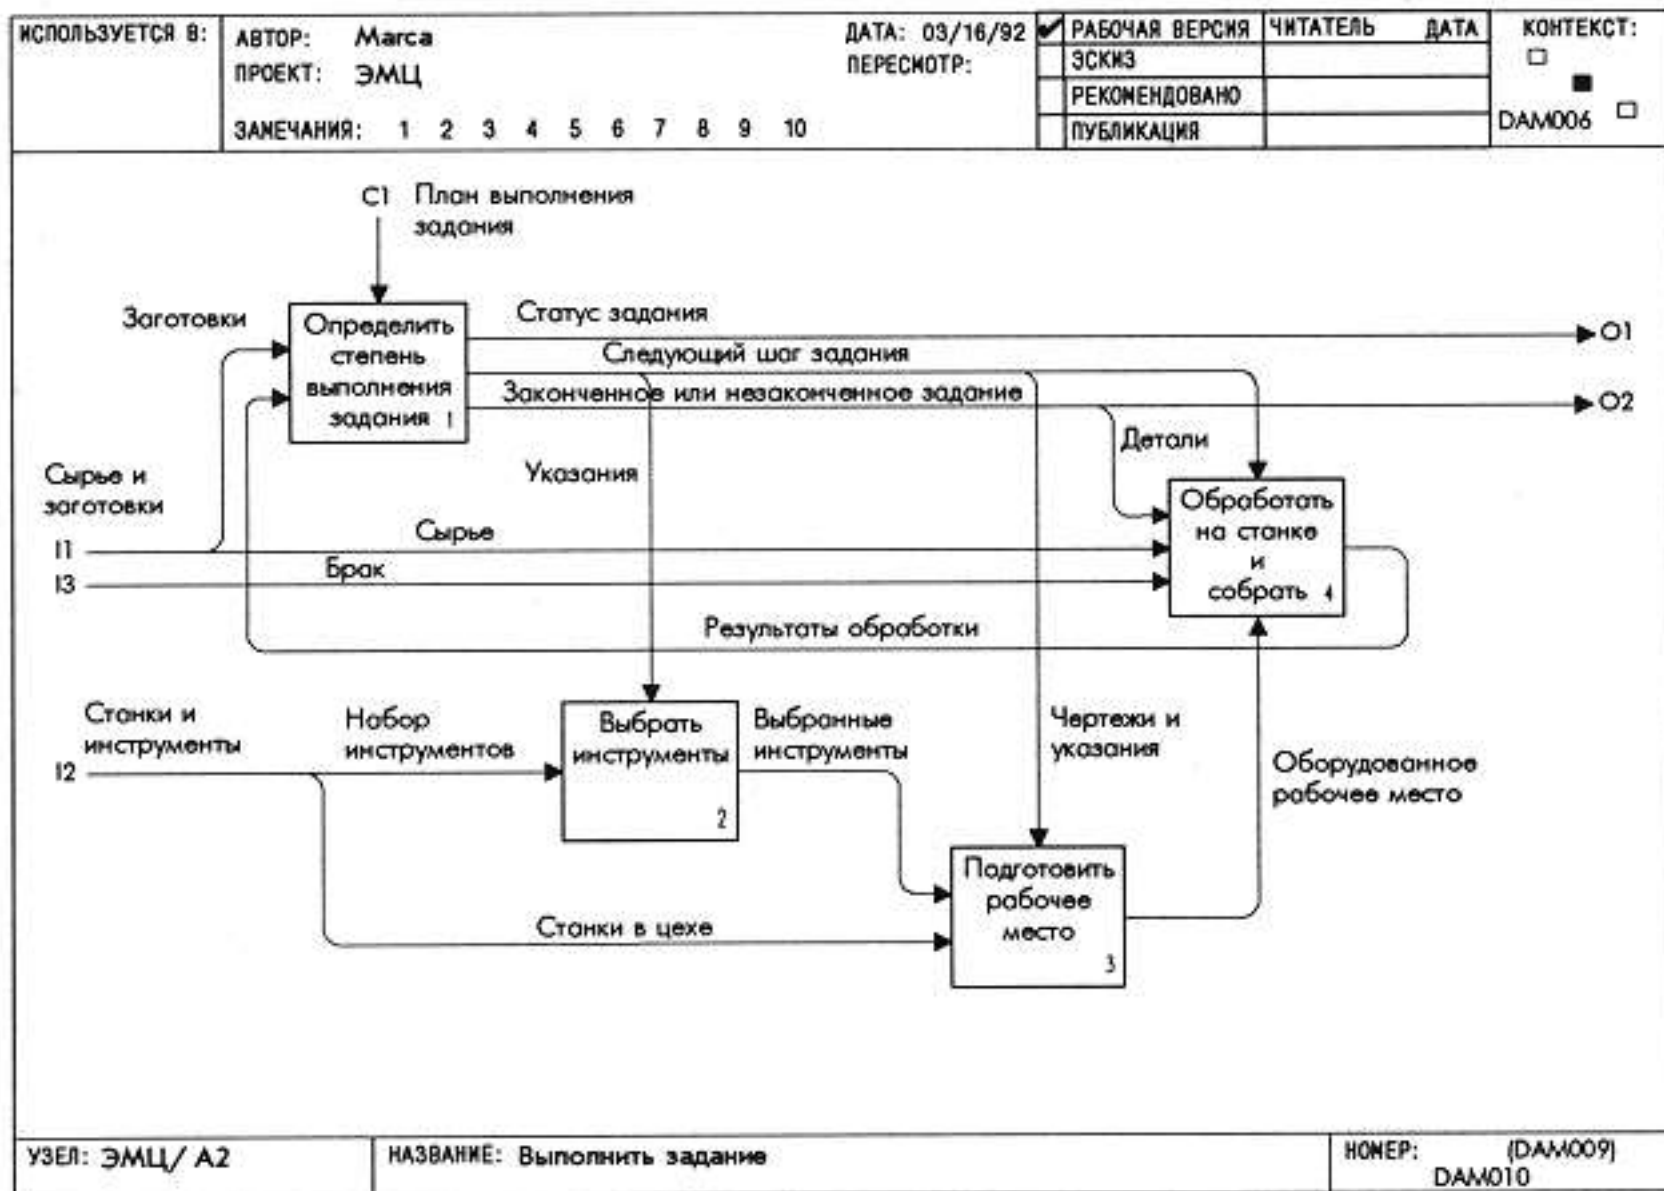 ИСПОЛЬЗУЕТСЯ В:
АВТОР: Marca
ДАТА: 03/16/92
ПРОЕКТ: ЭМЦ
ПЕРЕСМОТР:
ЗАМЕЧАНИЯ: 1 2 3 4 5 6 7 8 9 10
РАБОЧАЯ ВЕРСИЯ
ЭСКИЗ
РЕКОМЕНДОВАНО
ПУБЛИКАЦИЯ
ЧИТАТЕЛЬ ДАТА
КОНТЕКСТ:
DAM006
C1 План выполнения
задания
Заготовки
Определить
степень
выполнения
задания 1
Статус задания
O1
Следующий шаг задания
Законченное или незаконченное задание
O2
Детали
Указания
Сырье и
заготовки
I1
Сырье
I3
Брак
Обработать
на станке
и
собрать 4
Результаты обработки
Станки и
инструменты
I2
Набор
инструментов
Выбрать
инструменты
2
Выбранные
инструменты
Чертежи и
указания
Оборудованное
рабочее место
Подготовить
рабочее
место
3
Станки в цехе
УЗЕЛ: ЭМЦ/ A2
НАЗВАНИЕ: Выполнить задание
НОМЕР: (DAM009)
DAM010